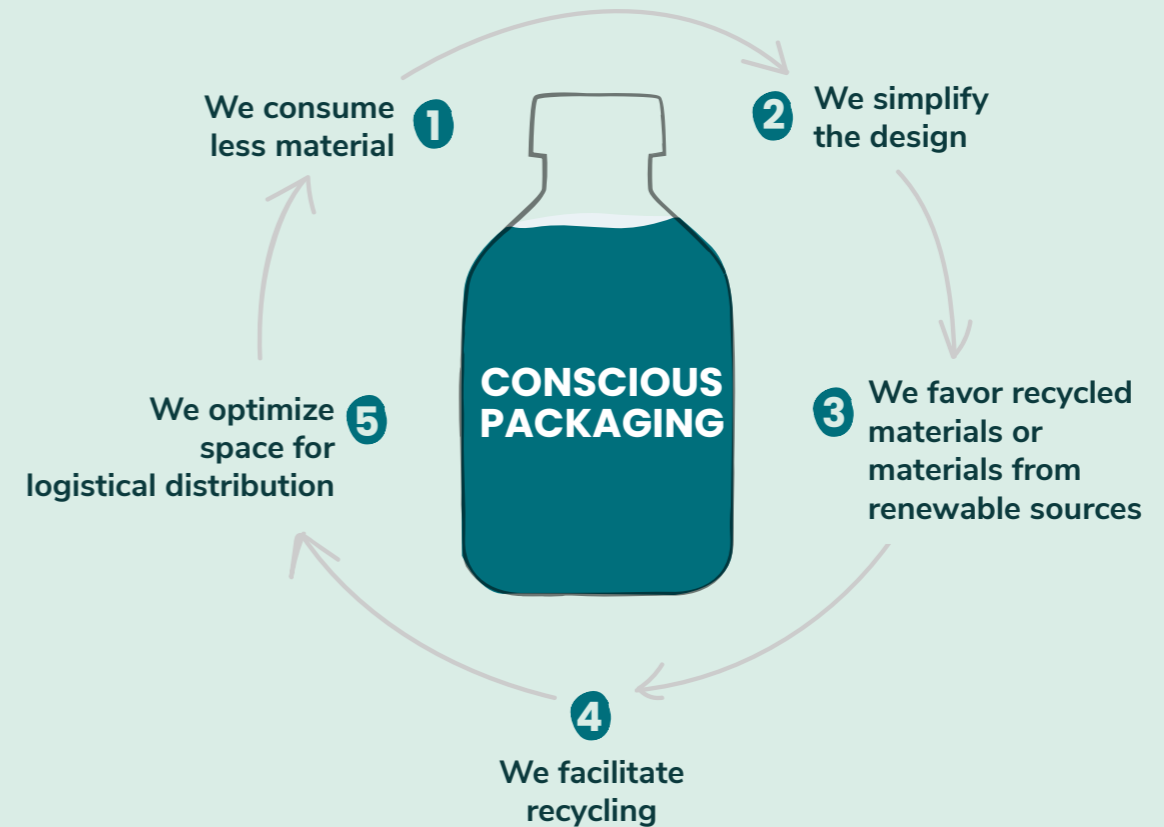 We consume
less material
1
2
We simplify
the design
CONSCIOUS
PACKAGING
3
We favor recycled
materials or
materials from
renewable sources
4
We facilitate
recycling
5
We optimize
space for
logistical distribution